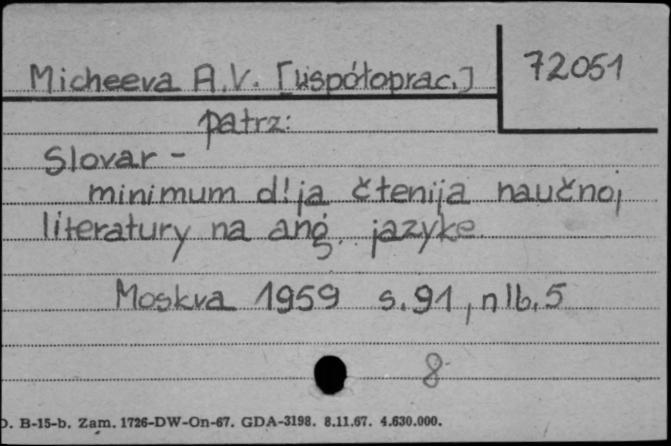 Micheeva A.V. [współoprac.]
72051
patrz:
Slovar -
minimum dlja čtenija naučnoj
literatury na ang. jazyke
Moskva 1959 s. 91, nlb. 5
8
D. B-15-b. Zam. 1726-DW-On-67. GDA-3198. 8.11.67. 4.630.000.